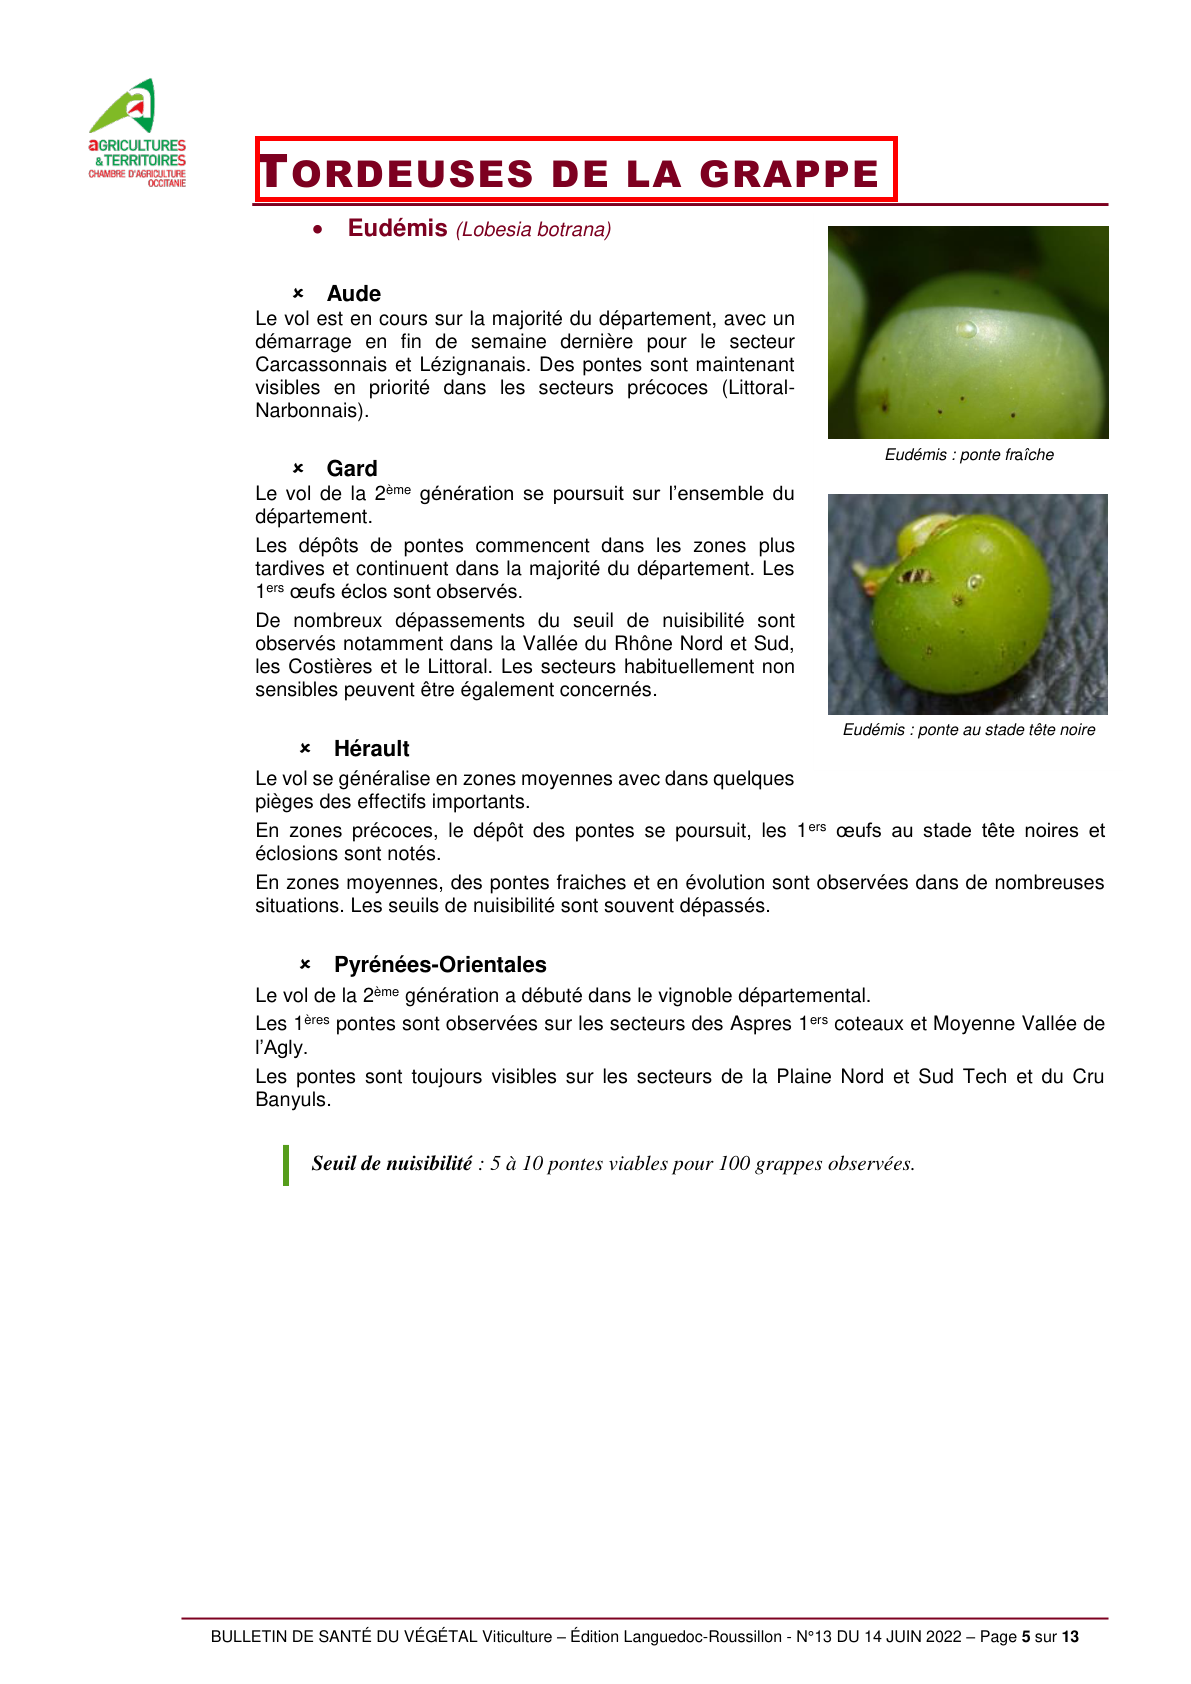 aGRICULTURES
& TERRITOIRES
CHAMBRE D'AGRICULTURE
OCCITANIE
TORDEUSES DE LA GRAPPE
• Eudémis (Lobesia botrana)
Aude
Le vol est en cours sur la majorité du département, avec un
démarrage en fin de semaine dernière pour le secteur
Carcassonnais et Lézignanais. Des pontes sont maintenant
visibles en priorité dans les secteurs précoces (Littoral-
Narbonnais).
Eudémis : ponte fraîche
Gard
Le vol de la 2ème génération se poursuit sur l’ensemble du
département.
Les dépôts de pontes commencent dans les zones plus
tardives et continuent dans la majorité du département. Les
1ers œufs éclos sont observés.
De nombreux dépassements du seuil de nuisibilité sont
observés notamment dans la Vallée du Rhône Nord et Sud,
les Costières et le Littoral. Les secteurs habituellement non
sensibles peuvent être également concernés.
Eudémis : ponte au stade tête noire
Hérault
Le vol se généralise en zones moyennes avec dans quelques
pièges des effectifs importants.
En zones précoces, le dépôt des pontes se poursuit, les 1ers œufs au stade tête noires et
éclosions sont notés.
En zones moyennes, des pontes fraiches et en évolution sont observées dans de nombreuses
situations. Les seuils de nuisibilité sont souvent dépassés.
Pyrénées-Orientales
Le vol de la 2ème génération a débuté dans le vignoble départemental.
Les 1ères pontes sont observées sur les secteurs des Aspres 1ers coteaux et Moyenne Vallée de
l’Agly.
Les pontes sont toujours visibles sur les secteurs de la Plaine Nord et Sud Tech et du Cru
Banyuls.
Seuil de nuisibilité : 5 à 10 pontes viables pour 100 grappes observées.
BULLETIN DE SANTÉ DU VÉGÉTAL Viticulture – Édition Languedoc-Roussillon - N°13 DU 14 JUIN 2022 – Page 5 sur 13